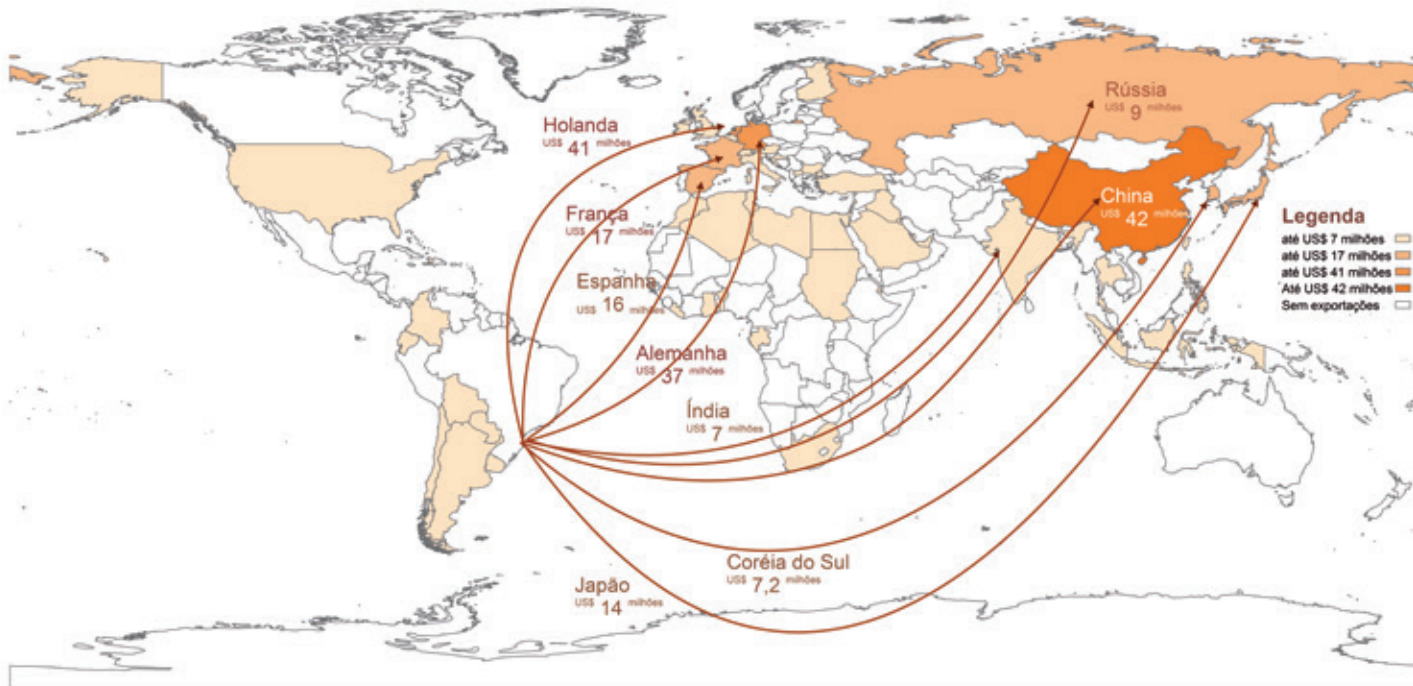 Rússia
US$ 9 milhões
Holanda
US$ 41 milhões
China
US$ 42 milhões
França
US$ 17 milhões
Legenda
até US$ 7 milhões
até US$ 17 milhões
até US$ 41 milhões
Até US$ 42 milhões
Sem exportações
Espanha
US$ 16 milhões
Alemanha
US$ 37 milhões
Índia
US$ 7 milhões
Coréia do Sul
US$ 7,2 milhões
Japão
US$ 14 milhões